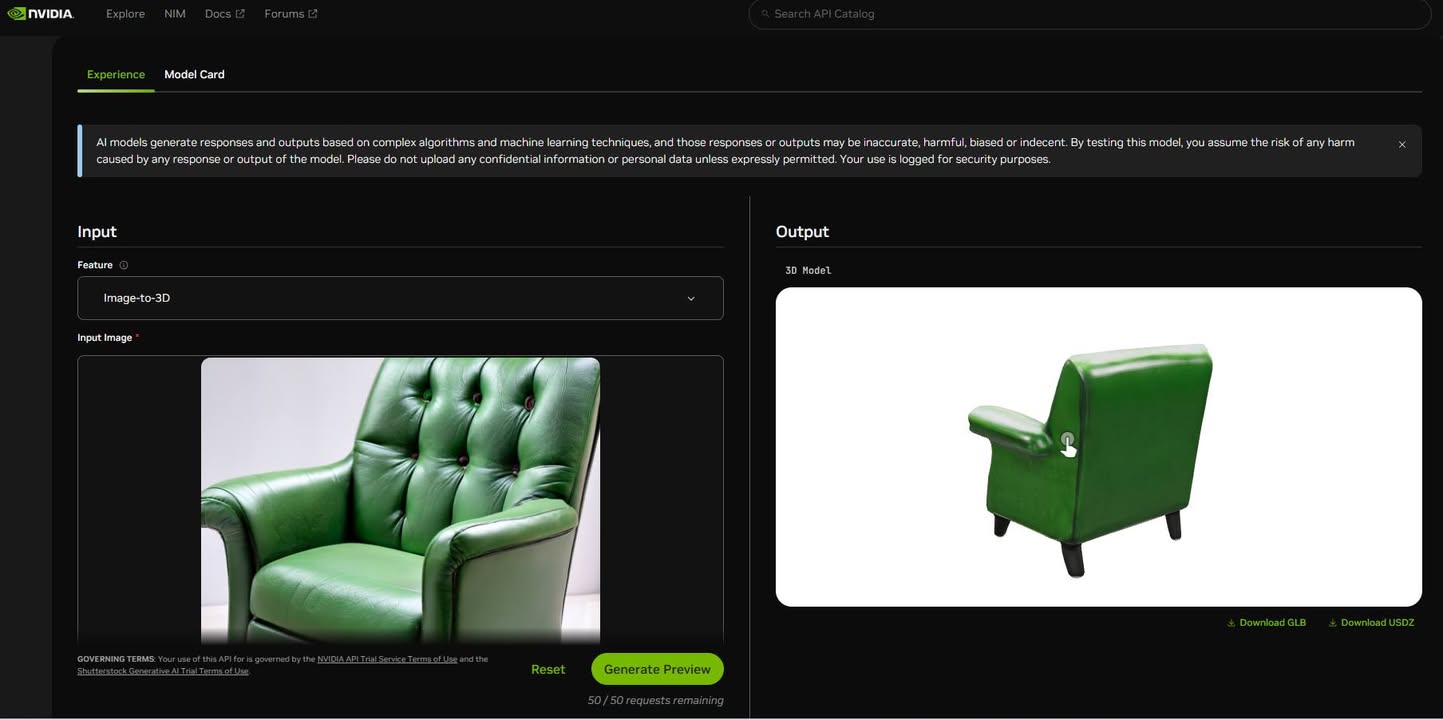 NVIDIA.
Explore NIM Docs Forums
Search API Catalog
Experience Model Card
AI models generate responses and outputs based on complex algorithms and machine learning techniques, and those responses or outputs may be inaccurate, harmful, biased or indecent. By testing this model, you assume the risk of any harm
caused by any response or output of the model. Please do not upload any confidential information or personal data unless expressly permitted. Your use is logged for security purposes.
Input
Feature
Image-to-3D
Input Image *
GOVERNING TERMS: Your use of this API for is governed by the NVIDIA API Trial Service Terms of Use and the
Shutterstock Generative AI Trial Terms of Use.
Reset
Generate Preview
50 / 50 requests remaining
Output
3D Model
Download GLB Download USDZ